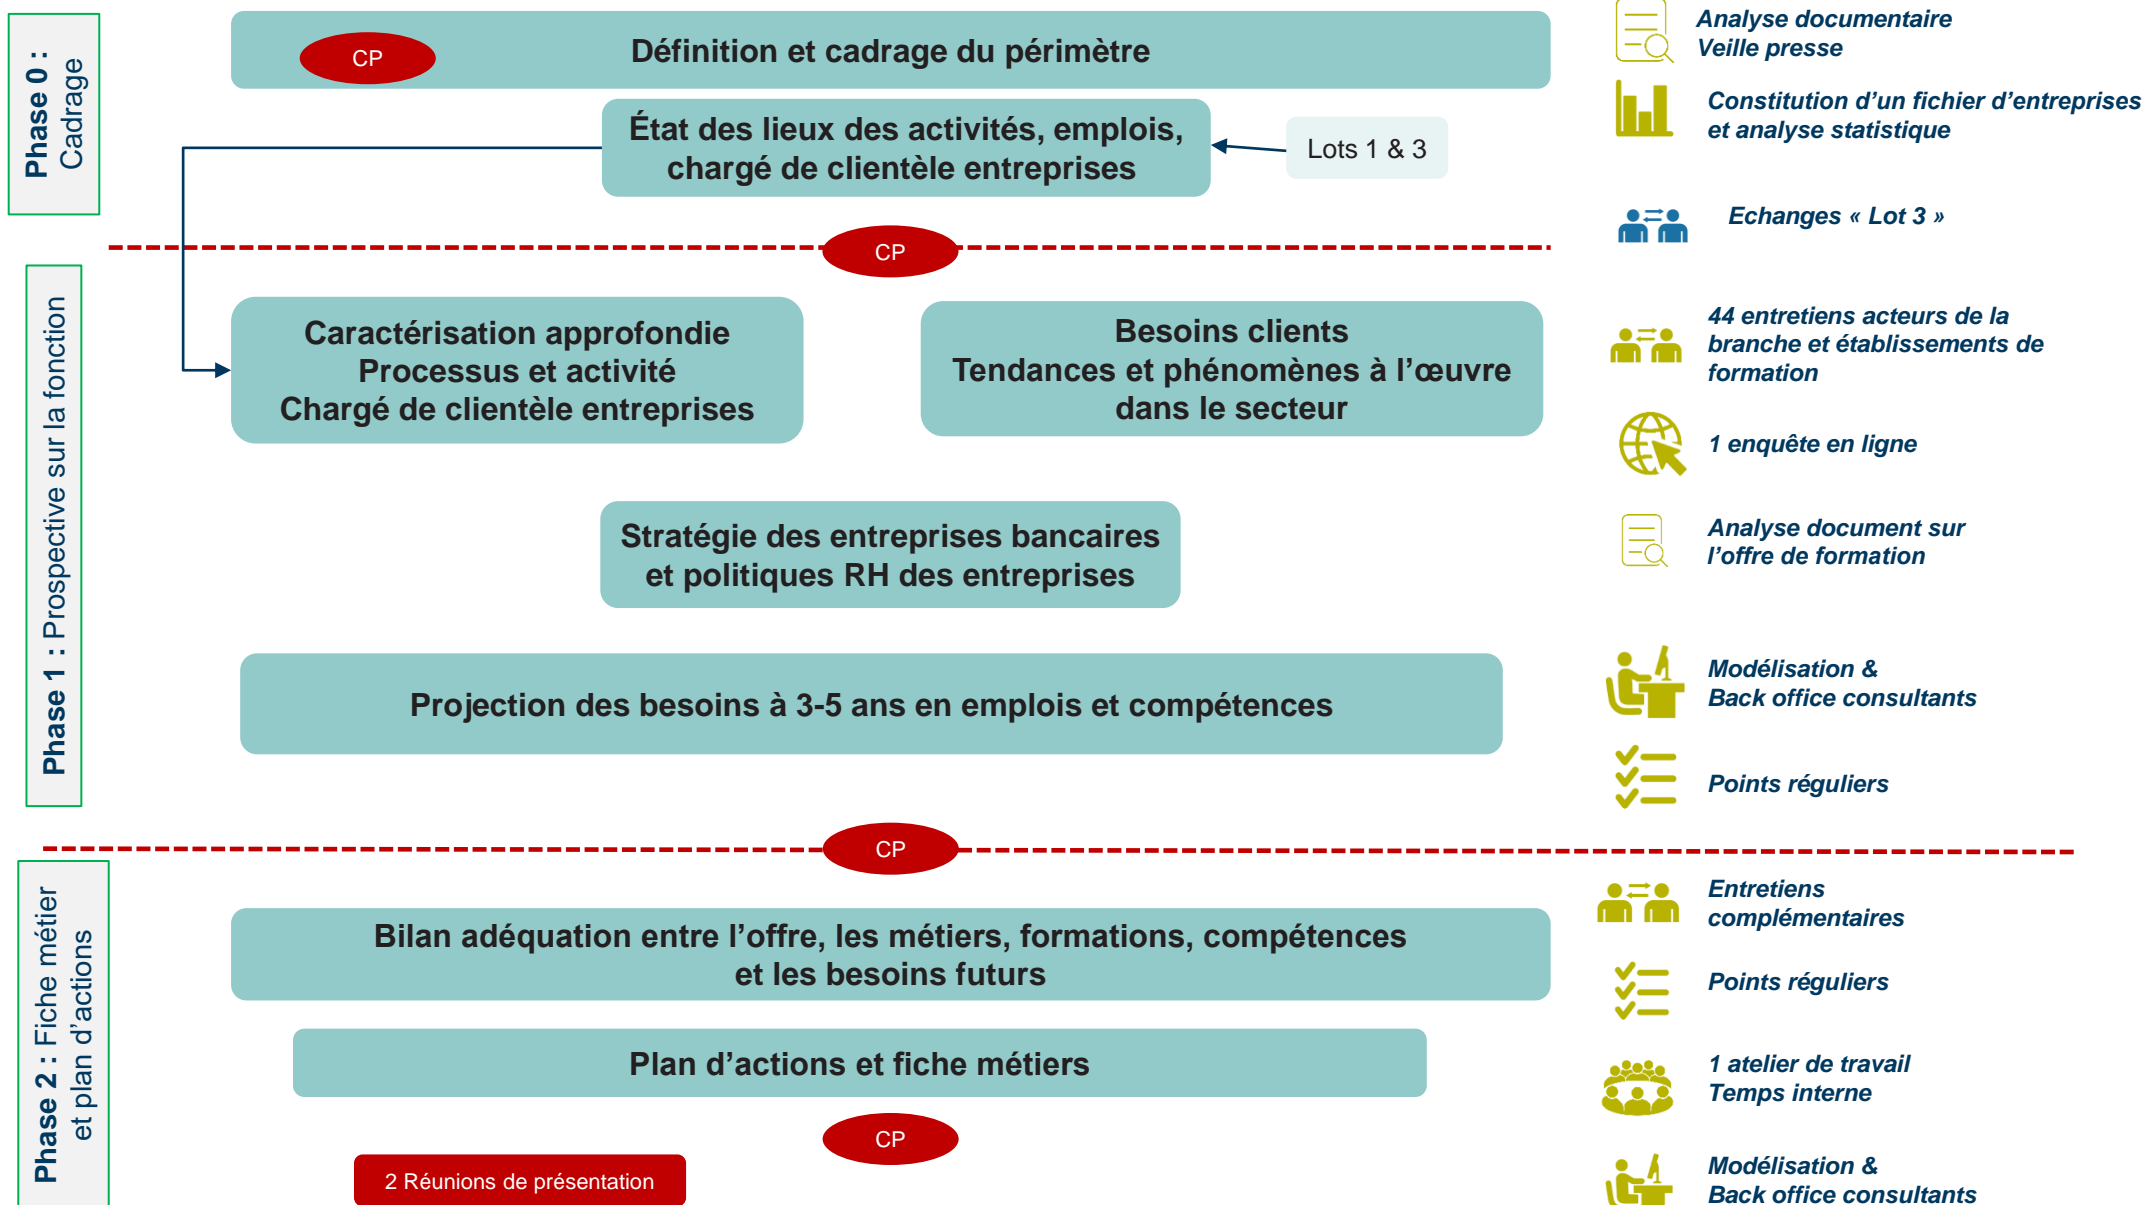 Phase 0 :
Cadrage
CP
Définition et cadrage du périmètre
État des lieux des activités, emplois,
chargé de clientèle entreprises
Lots 1 & 3
Analyse documentaire
Veille presse
Constitution d’un fichier d’entreprises
et analyse statistique
Echanges « Lot 3 »
CP
Phase 1 : Prospective sur la fonction
Caractérisation approfondie
Processus et activité
Chargé de clientèle entreprises
Besoins clients
Tendances et phénomènes à l’œuvre
dans le secteur
Stratégie des entreprises bancaires
et politiques RH des entreprises
Projection des besoins à 3-5 ans en emplois et compétences
44 entretiens acteurs de la
branche et établissements de
formation
1 enquête en ligne
Analyse document sur
l’offre de formation
Modélisation &
Back office consultants
Points réguliers
CP
Phase 2 : Fiche métier
et plan d’actions
Bilan adéquation entre l’offre, les métiers, formations, compétences
et les besoins futurs
Plan d’actions et fiche métiers
CP
2 Réunions de présentation
Entretiens
complémentaires
Points réguliers
1 atelier de travail
Temps interne
Modélisation &
Back office consultants